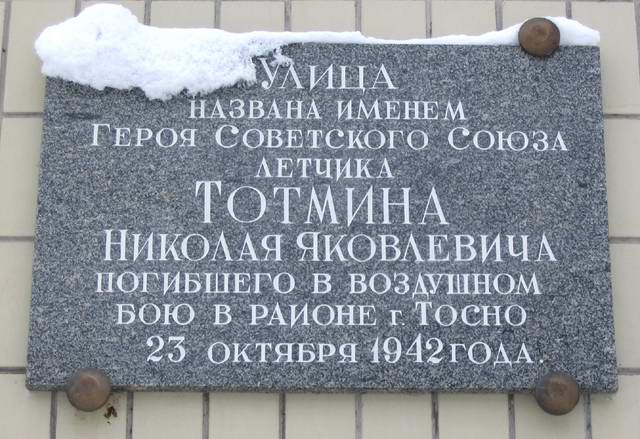 УЛИЦА
НАЗВАНА ИМЕНЕМ
ГЕРОЯ СОВЕТСКОГО СОЮЗА
ЛЕТЧИКА
ТОТМИНА
НИКОЛАЯ ЯКОВЛЕВИЧА
ПОГИБШЕГО В ВОЗДУШНОМ
БОЮ В РАЙОНЕ г. ТОСНО
23 ОКТЯБРЯ 1942 ГОДА.